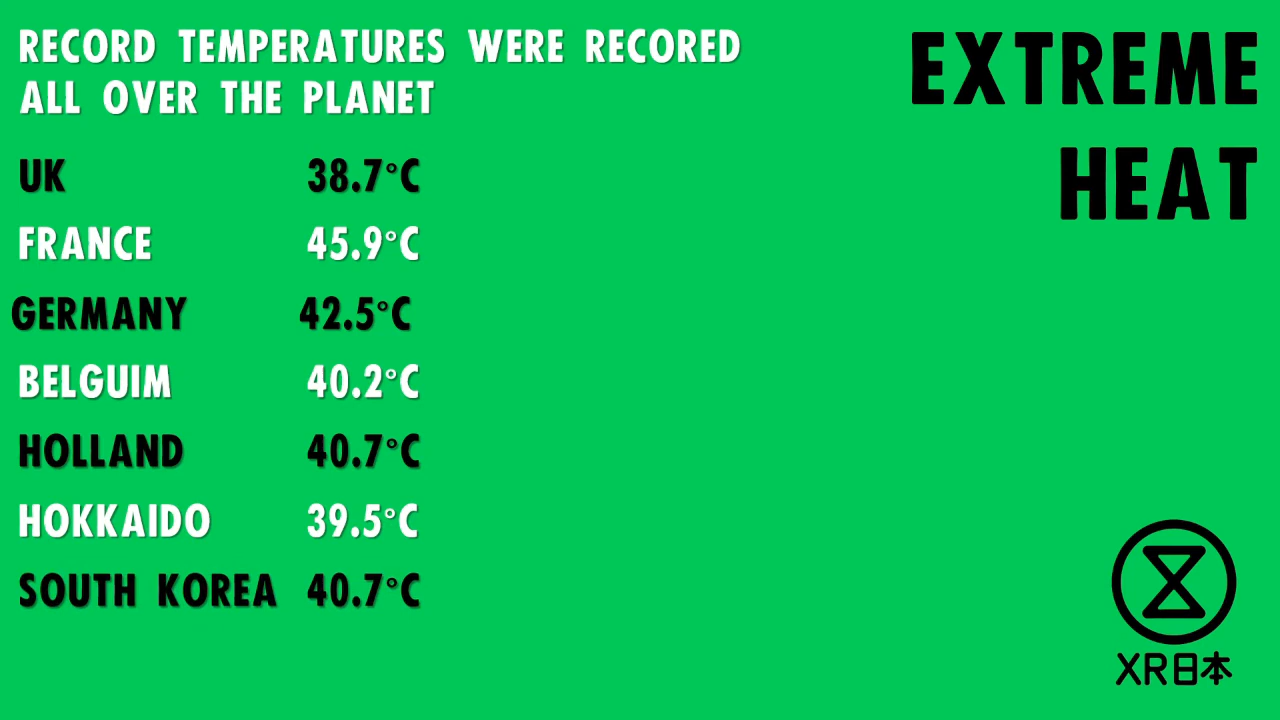 RECORD TEMPERATURES WERE RECORED
ALL OVER THE PLANET
EXTREME
HEAT
UK 38.7°C
FRANCE 45.9°C
GERMANY 42.5°C
BELGUIM 40.2°C
HOLLAND 40.7°C
HOKKAIDO 39.5°C
SOUTH KOREA 40.7°C
XR日本